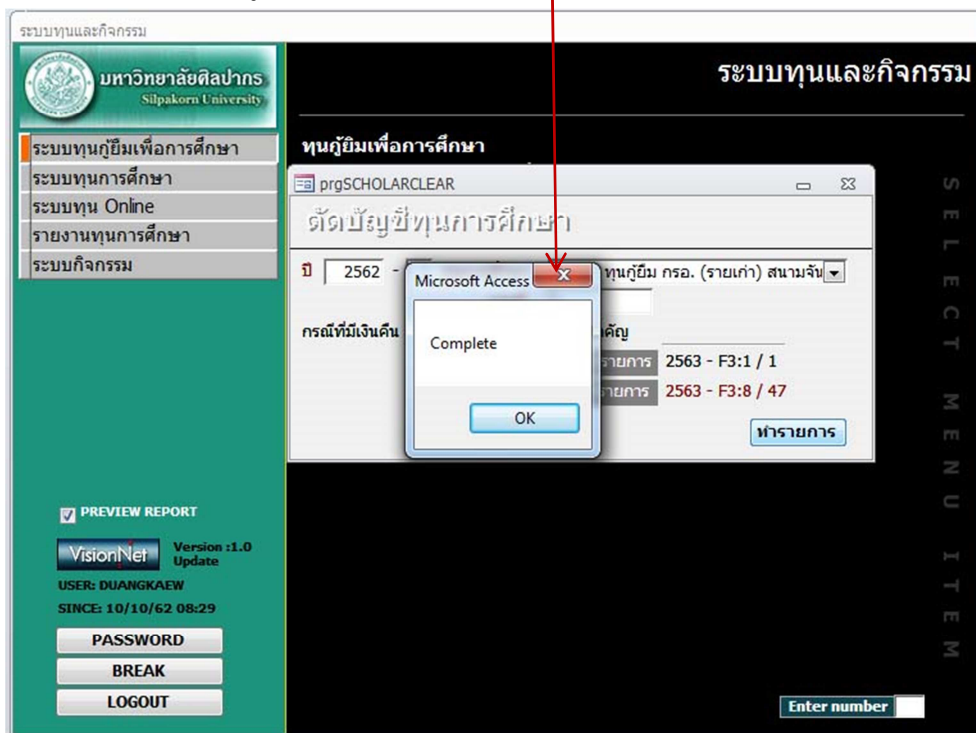 ระบบทุนและกิจกรรม
มหาวิทยาลัยศิลปากร
Silpakorn University
ระบบทุนและกิจกรรม
ระบบทุนกู้ยืมเพื่อการศึกษา
ระบบทุนการศึกษา
ระบบทุน Online
รายงานทุนการศึกษา
ระบบกิจกรรม
ทุนกู้ยืมเพื่อการศึกษา
prgSCHOLARCLEAR
ตัดบัญชีทุนการศึกษา
ปี 2562 - ทุนกู้ยืม กรอ. (รายเก่า) สนามจัน
Microsoft Access
Complete
OK
กรณีที่มีเงินคืน
รายการ 2563 - F3:1 / 1
รายการ 2563 - F3:8 / 47
ทำรายการ
SELECT MENU ITEM
PREVIEW REPORT
VisionNet Version :1.0
Update
USER: DUANGKAEW
SINCE: 10/10/62 08:29
PASSWORD
BREAK
LOGOUT
Enter number